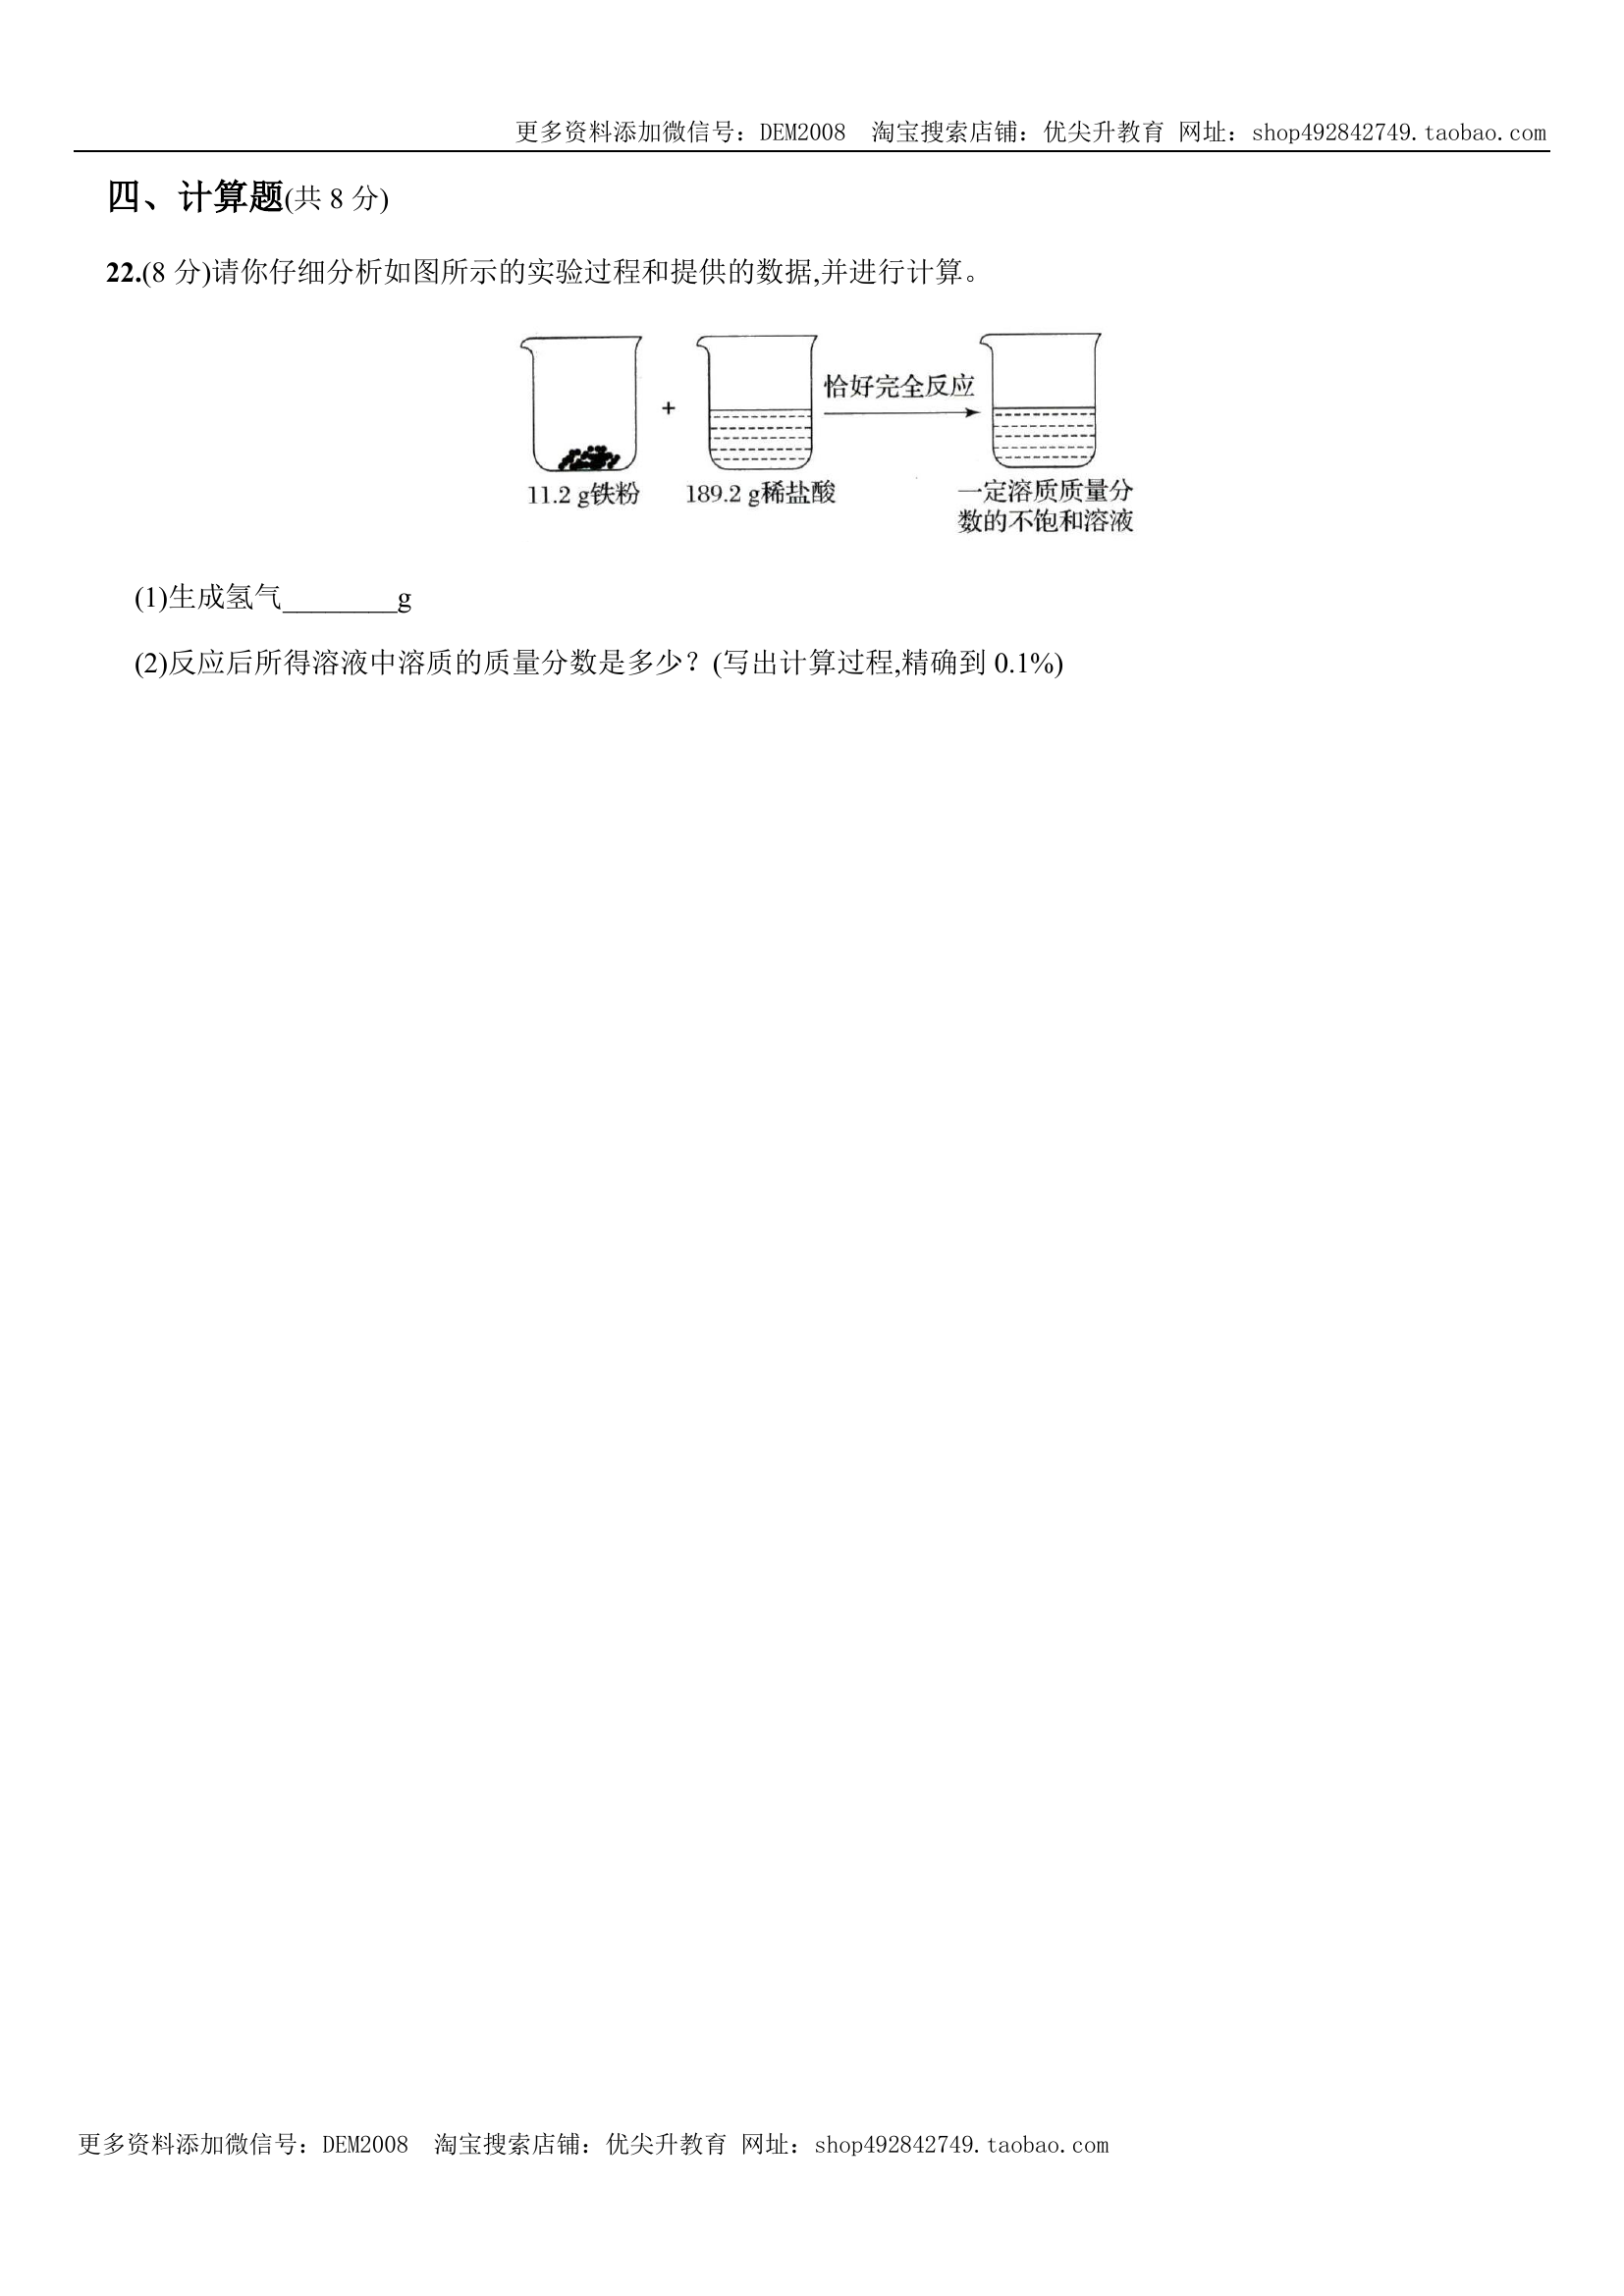 更多资料添加微信号：DEM2008 淘宝搜索店铺：优尖升教育 网址：shop492842749.taobao.com
四、计算题(共 8 分)
22.(8 分)请你仔细分析如图所示的实验过程和提供的数据,并进行计算。
恰好完全反应
+
11.2 g铁粉 189.2 g稀盐酸 一定溶质质量分
数的不饱和溶液
(1)生成氢气________g
(2)反应后所得溶液中溶质的质量分数是多少？(写出计算过程,精确到 0.1%)
更多资料添加微信号：DEM2008 淘宝搜索店铺：优尖升教育 网址：shop492842749.taobao.com